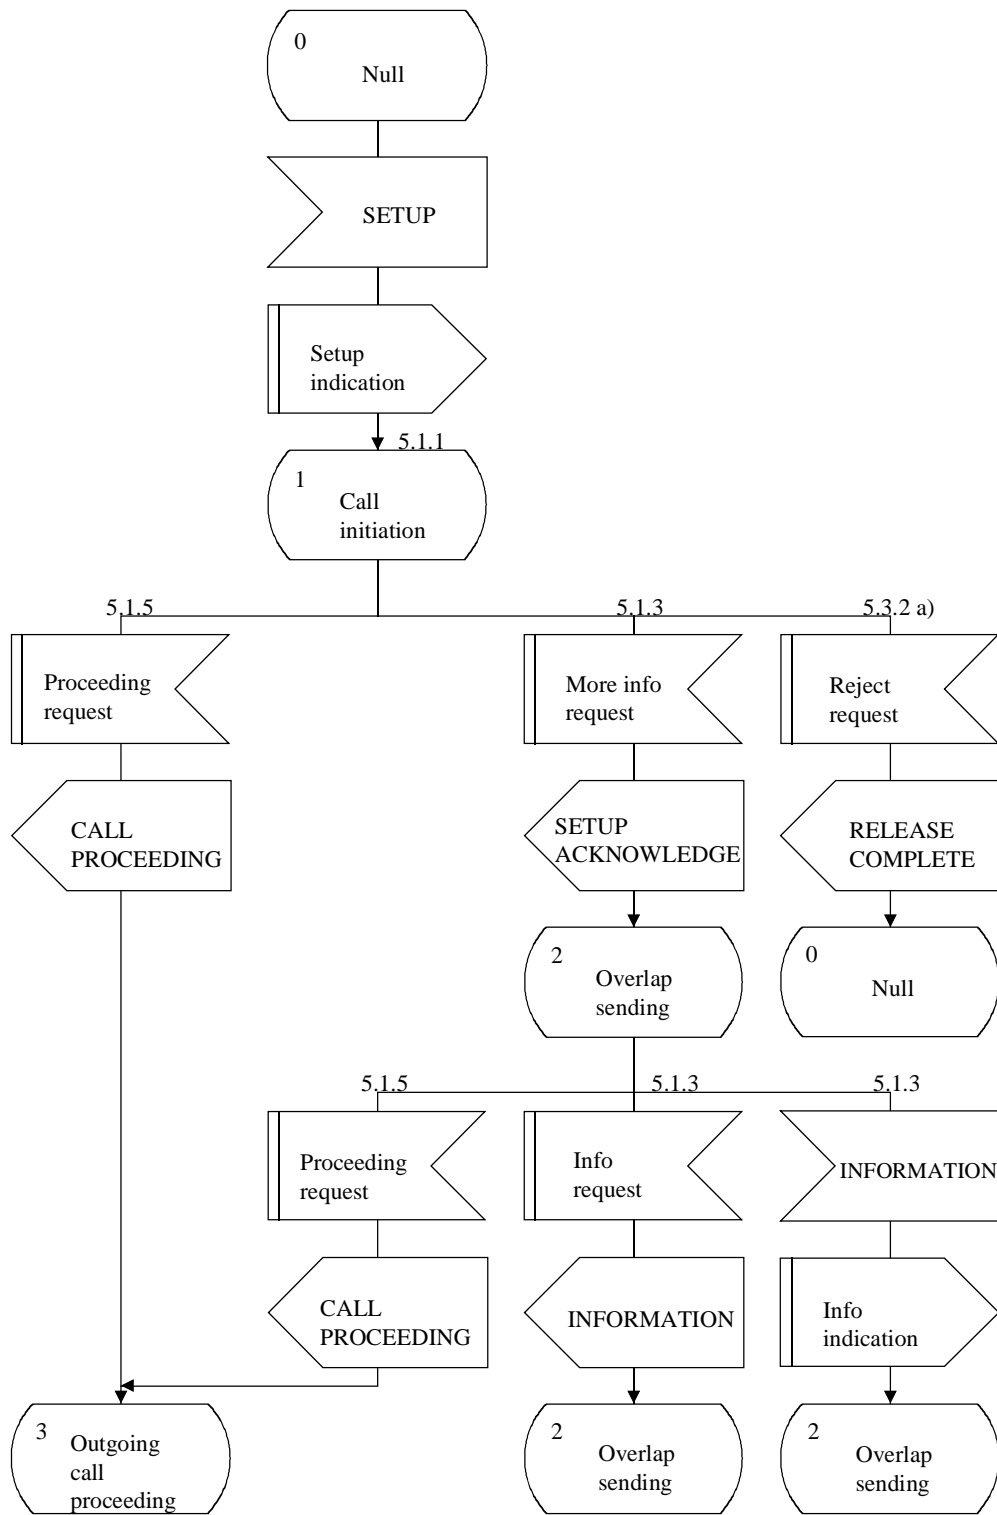 0
Null
SETUP
Setup
indication
5.1.1
1
Call
initiation
5.1.5
5.1.3
5.3.2 a)
Proceeding
request
More info
request
Reject
request
CALL
PROCEEDING
SETUP
ACKNOWLEDGE
RELEASE
COMPLETE
2
Overlap
sending
0
Null
5.1.5
5.1.3
5.1.3
Proceeding
request
Info
request
INFORMATION
CALL
PROCEEDING
INFORMATION
Info
indication
3
Outgoing
call
proceeding
2
Overlap
sending
2
Overlap
sending